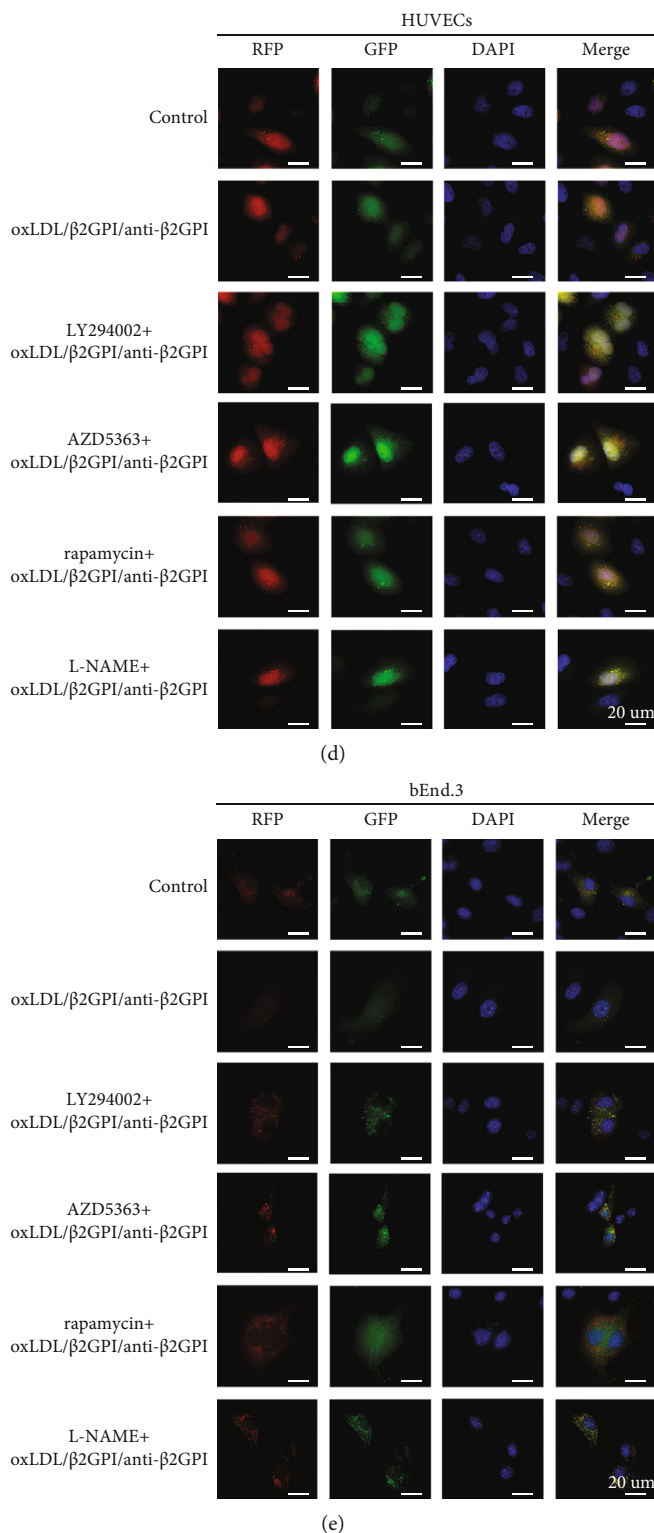 HUVECs
RFP GFP DAPI Merge
Control
oxLDL/β2GPI/anti-β2GPI
LY294002+
oxLDL/β2GPI/anti-β2GPI
AZD5363+
oxLDL/β2GPI/anti-β2GPI
rapamycin+
oxLDL/β2GPI/anti-β2GPI
L-NAME+
oxLDL/β2GPI/anti-β2GPI
20 um
(d)
bEnd.3
RFP GFP DAPI Merge
Control
oxLDL/β2GPI/anti-β2GPI
LY294002+
oxLDL/β2GPI/anti-β2GPI
AZD5363+
oxLDL/β2GPI/anti-β2GPI
rapamycin+
oxLDL/β2GPI/anti-β2GPI
L-NAME+
oxLDL/β2GPI/anti-β2GPI
20 um
(e)